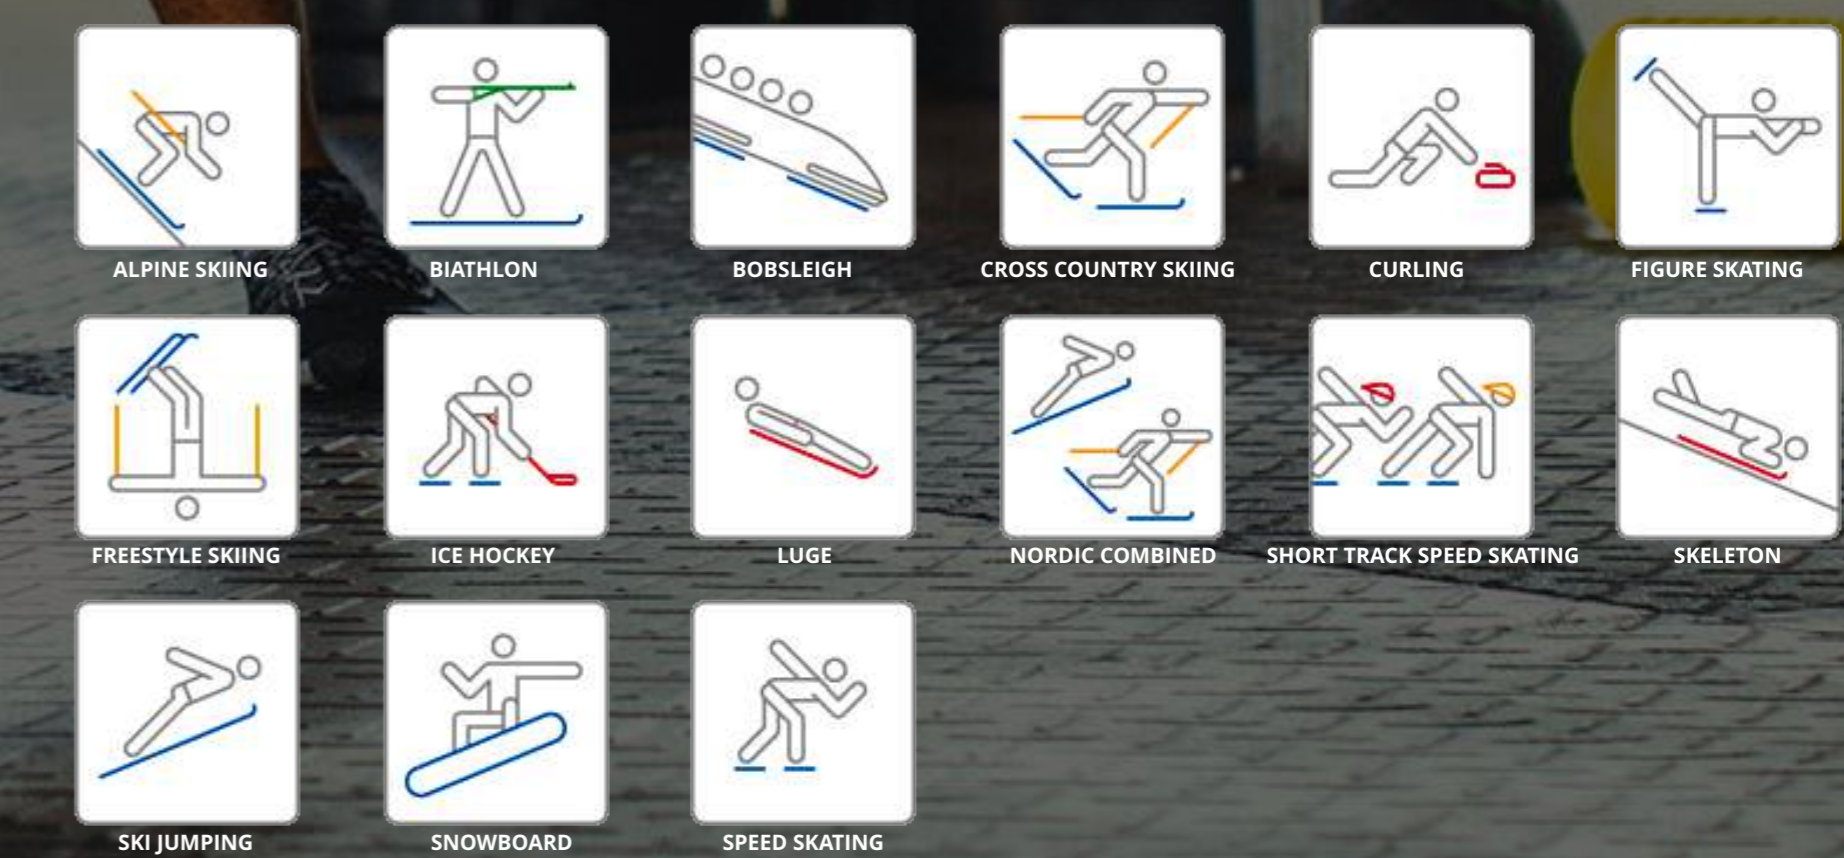 ALPINE SKIING
BIATHLON
BOBSLEIGH
CROSS COUNTRY SKIING
CURLING
FIGURE SKATING
FREESTYLE SKIING
ICE HOCKEY
LUGE
NORDIC COMBINED
SHORT TRACK SPEED SKATING
SKELETON
SKI JUMPING
SNOWBOARD
SPEED SKATING